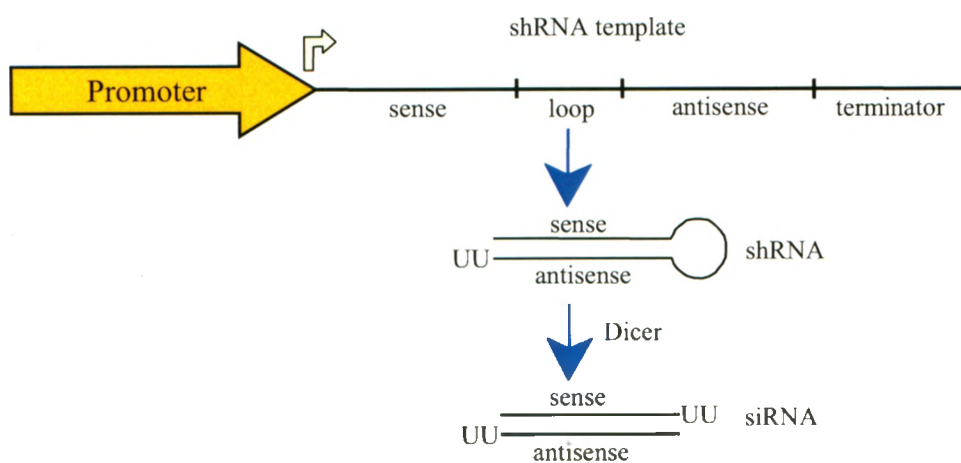 shRNA template
Promoter
sense loop antisense terminator
sense
UU shRNA
antisense
Dicer
sense
UU siRNA
UU
antisense